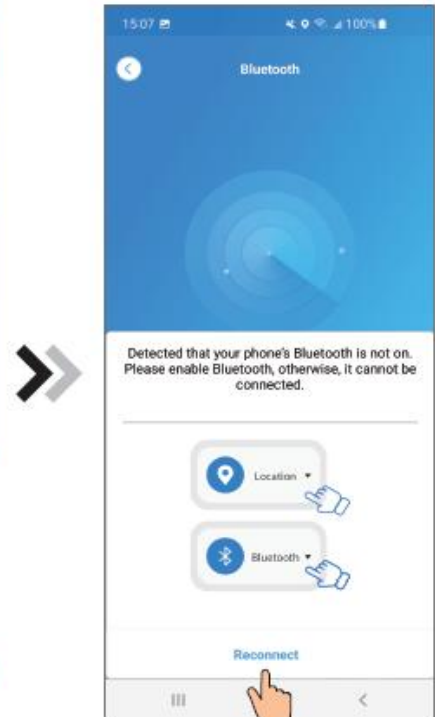 15:07 100%
Bluetooth
Detected that your phone's Bluetooth is not on.
Please enable Bluetooth, otherwise, it cannot be
connected.
Location
Bluetooth
Reconnect